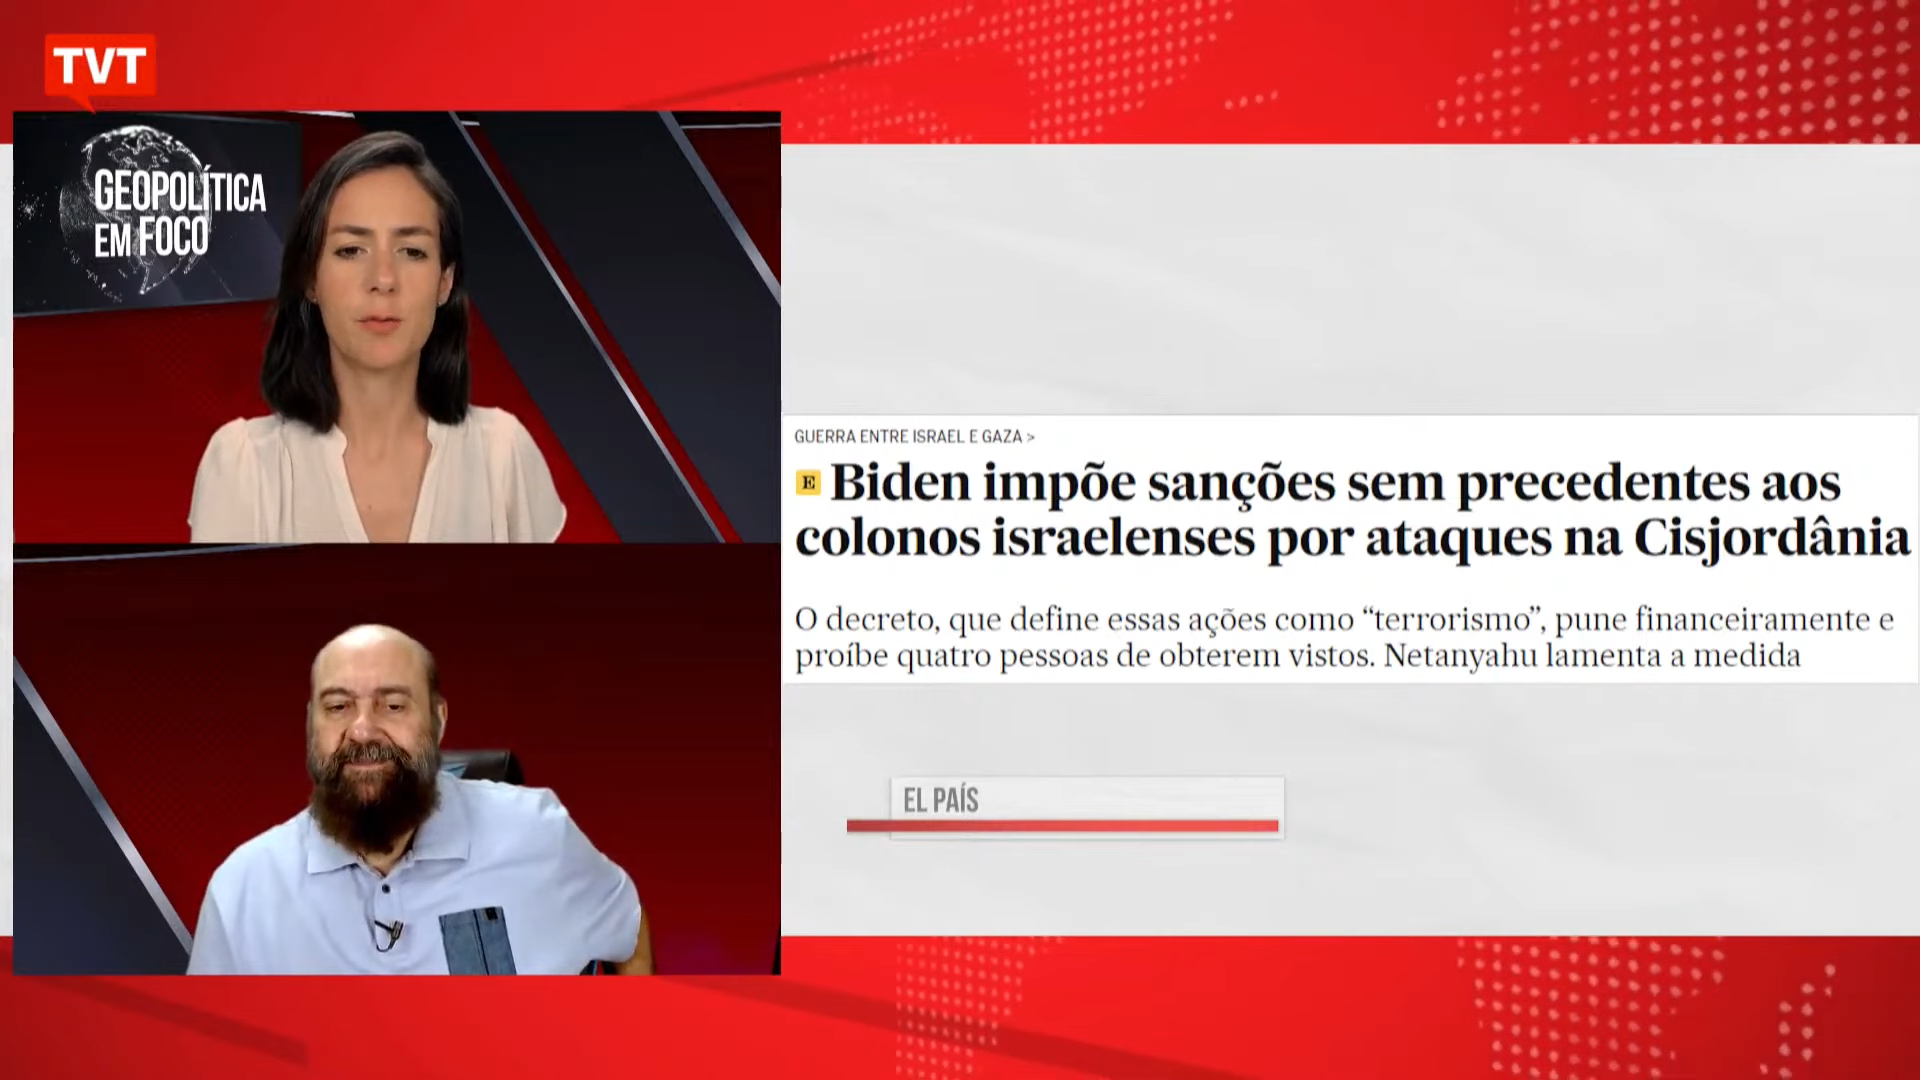 TVT
GEOPOLÍTICA
EM FOCO
GUERRA ENTRE ISRAEL E GAZA >
E Biden impõe sanções sem precedentes aos
colonos israelenses por ataques na Cisjordânia
O decreto, que define essas ações como “terrorismo”, pune financeiramente e
proíbe quatro pessoas de obterem vistos. Netanyahu lamenta a medida
EL PAÍS